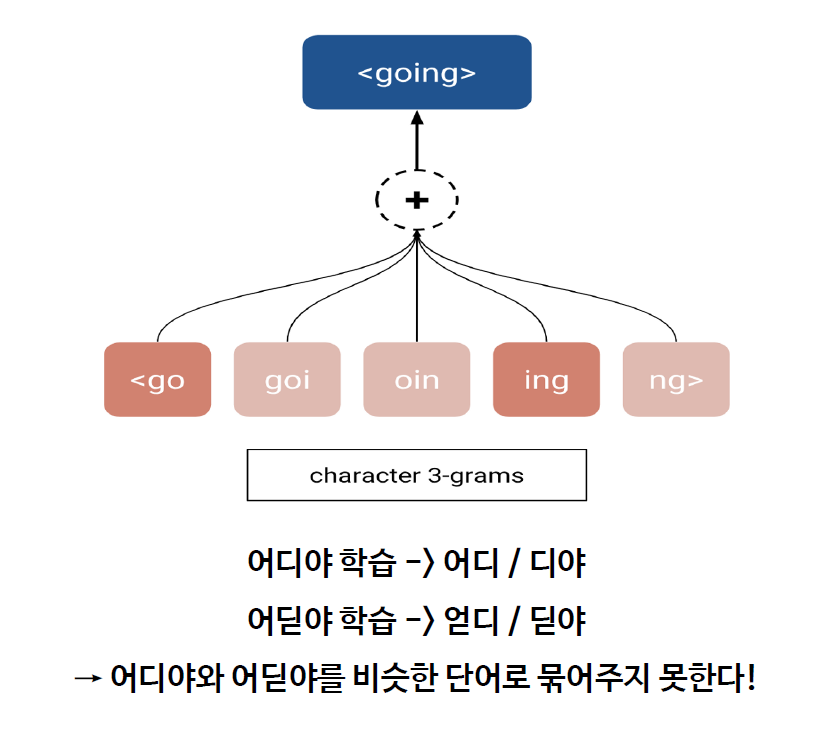 <going>
+
<go goi oin ing ng>
character 3-grams
어디야 학습 -> 어디 / 디야
어딛야 학습 -> 얻디 / 딛야
→ 어디야와 어딛야를 비슷한 단어로 묶어주지 못한다!